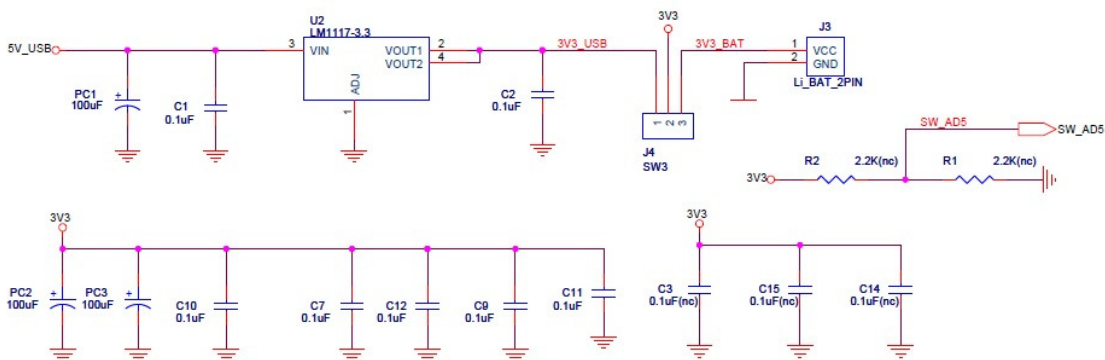 U2
LM1117-3.3
5V_USB
3
VIN
VOUT1
2
VOUT2
4
ADJ
1
PC1
100uF
+
C1
0.1uF
C2
0.1uF
3V3_USB
3V3
3V3_BAT
1
2
3
J4
SW3
J3
1
VCC
2
GND
Li_BAT_2PIN
SW_AD5
SW_AD5
3V3
R2
2.2K(nc)
R1
2.2K(nc)
3V3
PC2
100uF
+
PC3
100uF
+
C10
0.1uF
C7
0.1uF
C12
0.1uF
C9
0.1uF
C11
0.1uF
3V3
C3
0.1uF(nc)
C15
0.1uF(nc)
C14
0.1uF(nc)